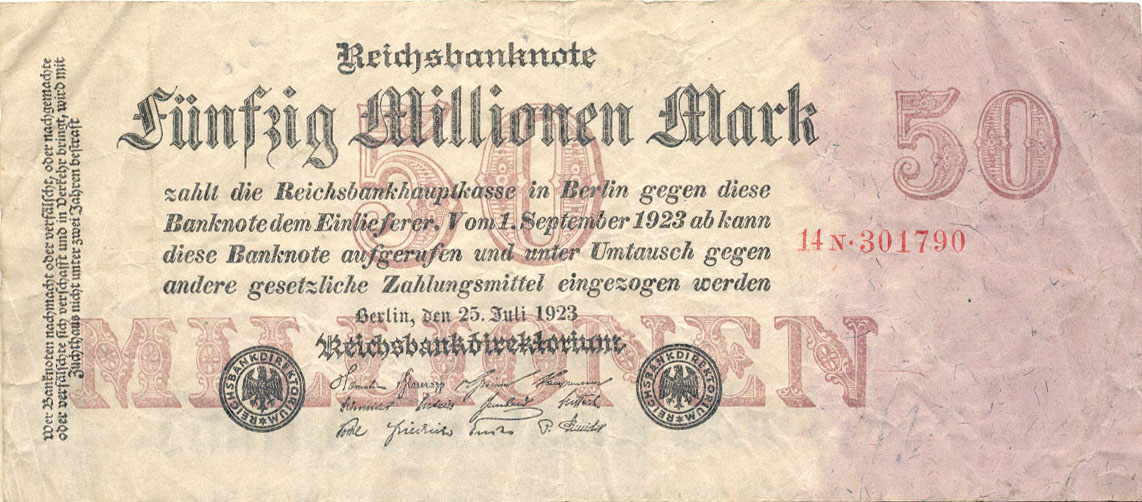 Reichsbanknote
Fünfzig Millionen Mark
50
50
zahlt die Reichsbankhauptkasse in Berlin gegen diese
Banknote dem Einlieferer. Vom 1. September 1923 ab kann
diese Banknote aufgerufen und unter Umtausch gegen
andere gesetzliche Zahlungsmittel eingezogen werden
14 N·301790
Berlin, den 25. Juli 1923
Reichsbankdirektorium
MILLIONEN
REICHSBANKDIREKTORIUM
REICHSBANKDIREKTORIUM
Wer Banknoten nachmacht oder verfälscht, oder nachgemachte
oder verfälschte sich verschafft und in Verkehr bringt, wird mit
Zuchthaus nicht unter zwei Jahren bestraft